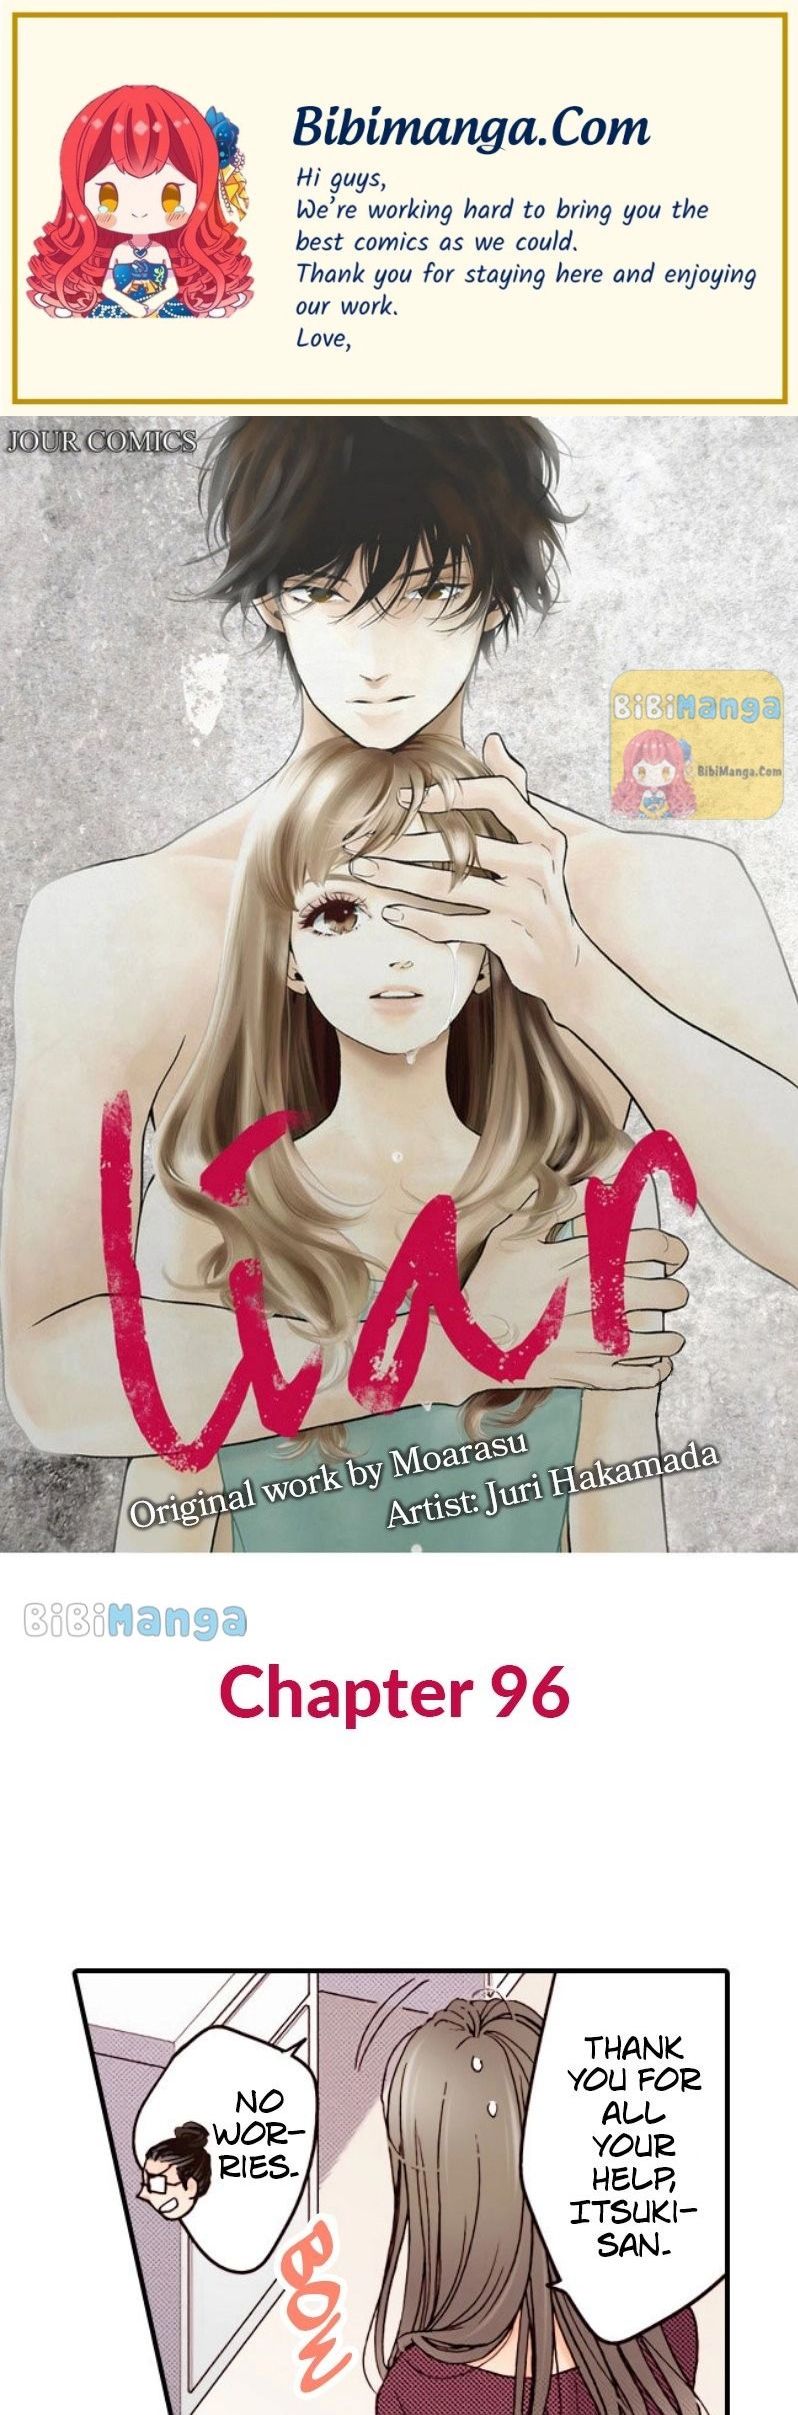 Bibimanga.Com
Hi guys,
We're working hard to bring you the
best comics as we could.
Thank you for staying here and enjoying
our work.
Love,
JOUR COMICS
BiBiManga
BibiManga.Com
Liar
Original work by Moarasu
Artist: Juri Hakamada
BiBiManga
Chapter 96
THANK
YOU FOR
ALL
YOUR
HELP,
ITSUKI-
SAN.
NO
WOR-
RIES.
BOW